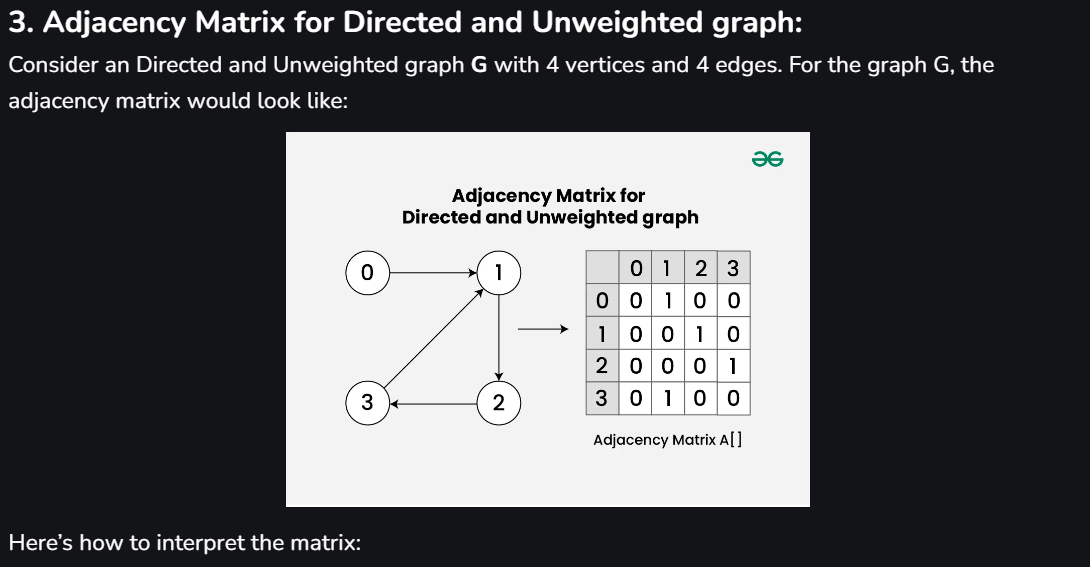 3. Adjacency Matrix for Directed and Unweighted graph:
Consider an Directed and Unweighted graph G with 4 vertices and 4 edges. For the graph G, the
adjacency matrix would look like:
Adjacency Matrix for
Directed and Unweighted graph
0 1
3 2
0 1 2 3
0 0 1 0 0
1 0 0 1 0
2 0 0 0 1
3 0 1 0 0
Adjacency Matrix A[]
Here’s how to interpret the matrix: